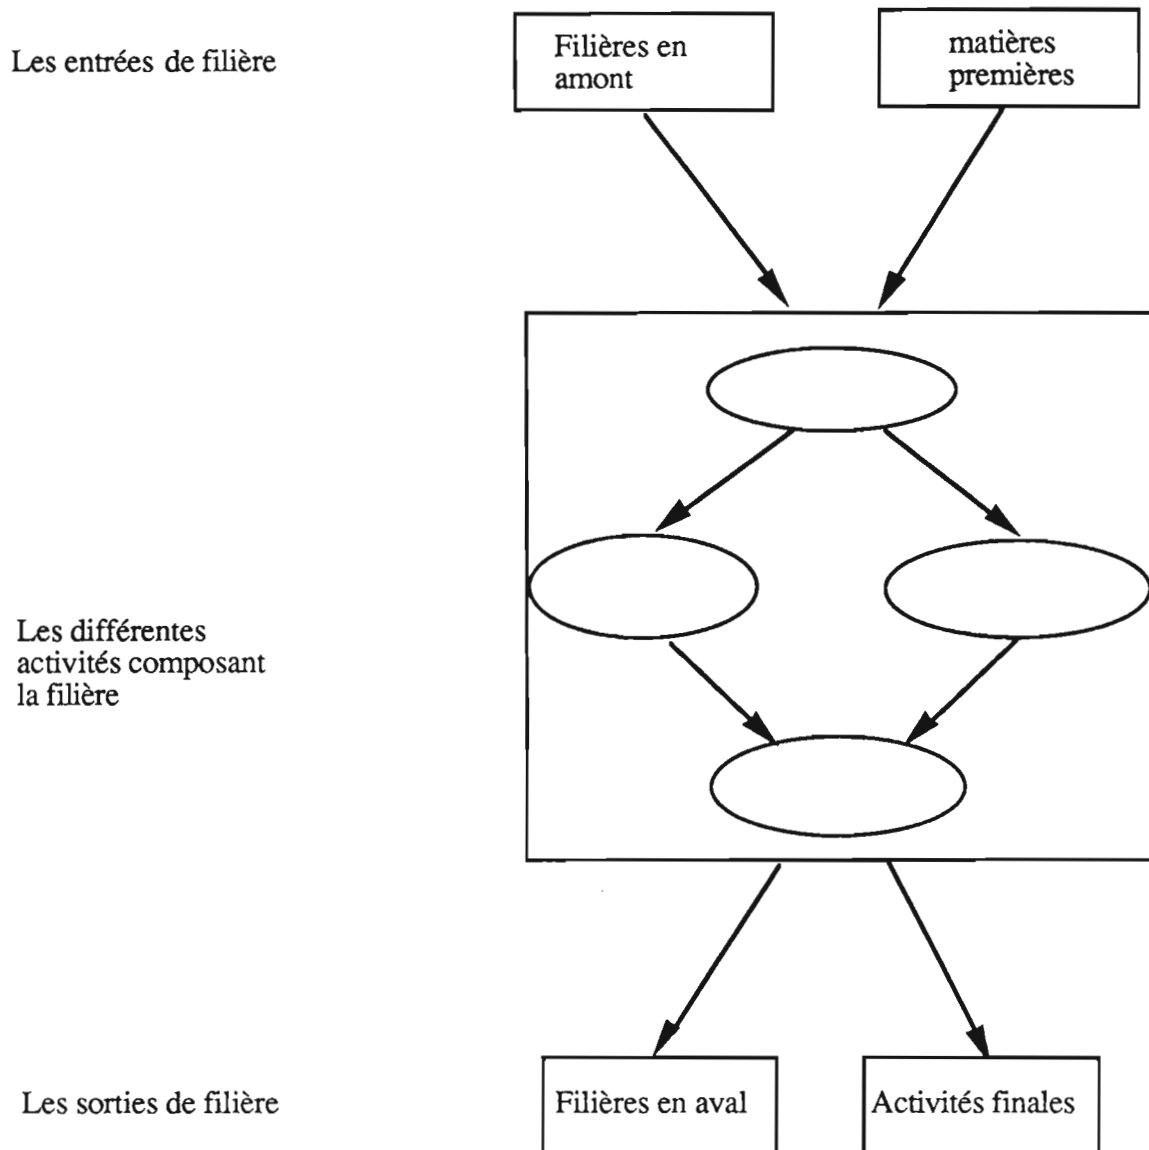 Les entrées de filière
Filières en
amont
matières
premières
Les différentes
activités composant
la filière
Les sorties de filière
Filières en aval
Activités finales